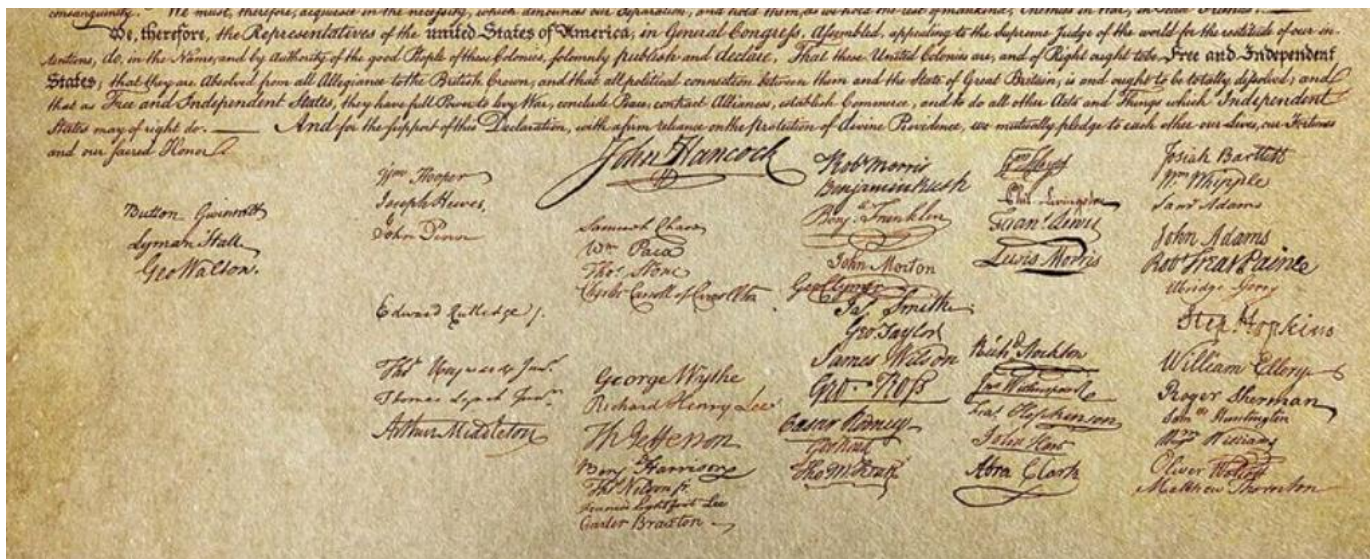 consanguinity. We must, therefore, acquiesce in the necessity, which denounces our Separation, and hold them, as we hold the rest of mankind, Enemies in War, in Peace Friends.
We, therefore, the Representatives of the united States of America, in General Congress, Assembled, appealing to the Supreme Judge of the world for the rectitude of our in-
tentions, do, in the Name, and by Authority of the good People of these Colonies, solemnly publish and declare, That these United Colonies are, and of Right ought to be Free and Independent
States; that they are Absolved from all Allegiance to the British Crown, and that all political connection between them and the State of Great Britain, is and ought to be totally dissolved; and
that as Free and Independent States, they have full Power to levy War, conclude Peace, contract Alliances, establish Commerce, and to do all other Acts and Things which Independent
States may of right do. — And for the support of this Declaration, with a firm reliance on the Protection of divine Providence, we mutually pledge to each other our Lives, our Fortunes
and our sacred Honor.
Button Gwinnett
Lyman Hall
Geo Walton.
Wm Hooper
Joseph Hewes,
John Penn
Edward Rutledge /.
Thos Heyward Junr.
Thomas Lynch Junr.
Arthur Middleton
John Hancock
Samuel Chase
Wm Paca
Thos Stone
Charles Carroll of Carrollton
George Wythe
Richard Henry Lee
Th Jefferson
Benj Harrison
Thos Nelson jr.
Francis Lightfoot Lee
Carter Braxton
Robt Morris
Benjamin Rush
Benj. Franklin
John Morton
Geo Clymer
Jas. Smith
Geo. Taylor
James Wilson
Geo. Ross
Caesar Rodney
Geo Read
Tho M:Kean
Phil. Livingston
Frans. Lewis
Lewis Morris
Richd. Stockton
Jno Witherspoon
Fras. Hopkinson
John Hart
Abra Clark
Josiah Bartlett
Wm. Whipple
Saml Adams
John Adams
Robt Treat Paine
Elbridge Gerry
Step. Hopkins
William Ellery
Roger Sherman
Samel Huntington
Wm. Williams
Oliver Wolcott
Matthew Thornton